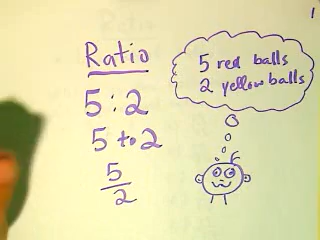 1
Ratio
5:2
5 to 2
5/2
5 red balls
2 yellow balls